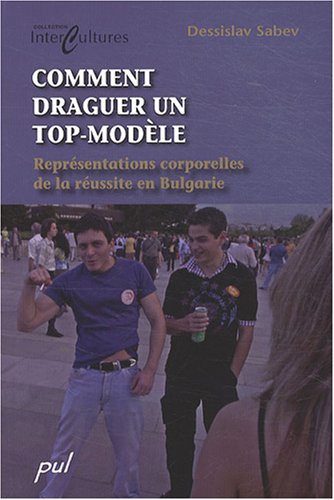 COLLECTION
InterCultures
Dessislav Sabev
COMMENT
DRAGUER UN
TOP-MODÈLE
Représentations corporelles
de la réussite en Bulgarie
pul